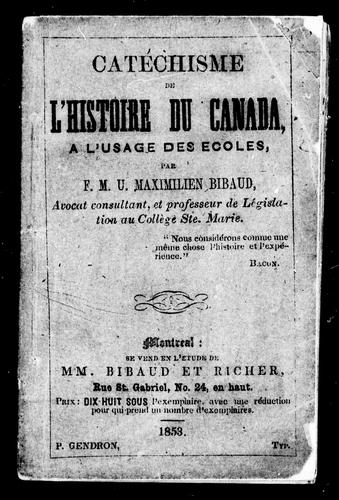 CATÉCHISME
DE
L'HISTOIRE DU CANADA,
A L'USAGE DES ECOLES,
PAR
F. M. U. MAXIMILIEN BIBAUD,
Avocat consultant, et professeur de Législa-
tion au Collège Ste. Marie.
"Nous considérons comme une
même chose l'histoire et l'expé-
rience."
BACON.
Montreal:
SE VEND EN L'ETUDE DE
MM. BIBAUD ET RICHER,
Rue St. Gabriel, No. 24, en haut.
PRIX: DIX-HUIT SOUS l'exemplaire, avec une réduction
pour qui prend un nombre d'exemplaires.
1853.
P. GENDRON, TYP.